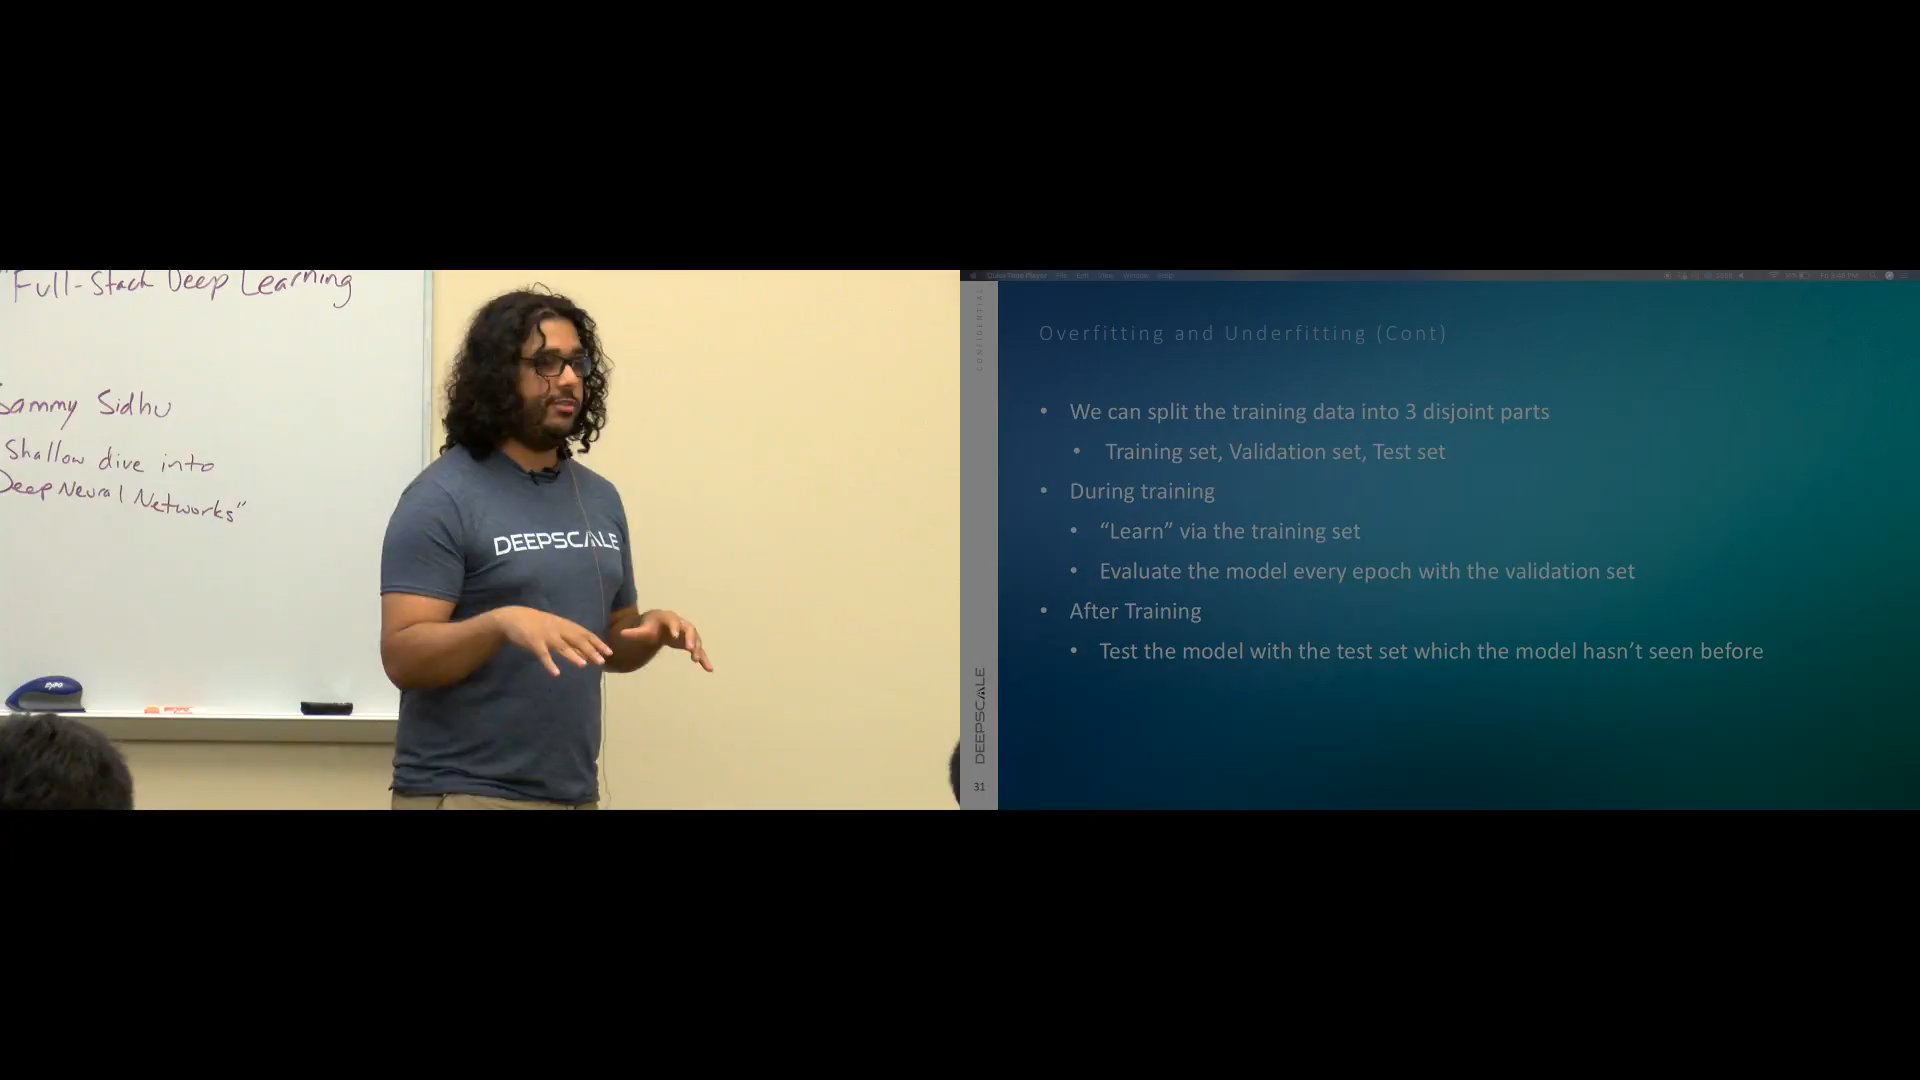 "Full-Stack Deep Learning
Sammy Sidhu
Shallow dive into
Deep Neural Networks"
EXPO
DEEPSCALE
CONFIDENTIAL
Overfitting and Underfitting (Cont)
• We can split the training data into 3 disjoint parts
• Training set, Validation set, Test set
• During training
• “Learn” via the training set
• Evaluate the model every epoch with the validation set
• After Training
• Test the model with the test set which the model hasn’t seen before
DEEPSCALE
31